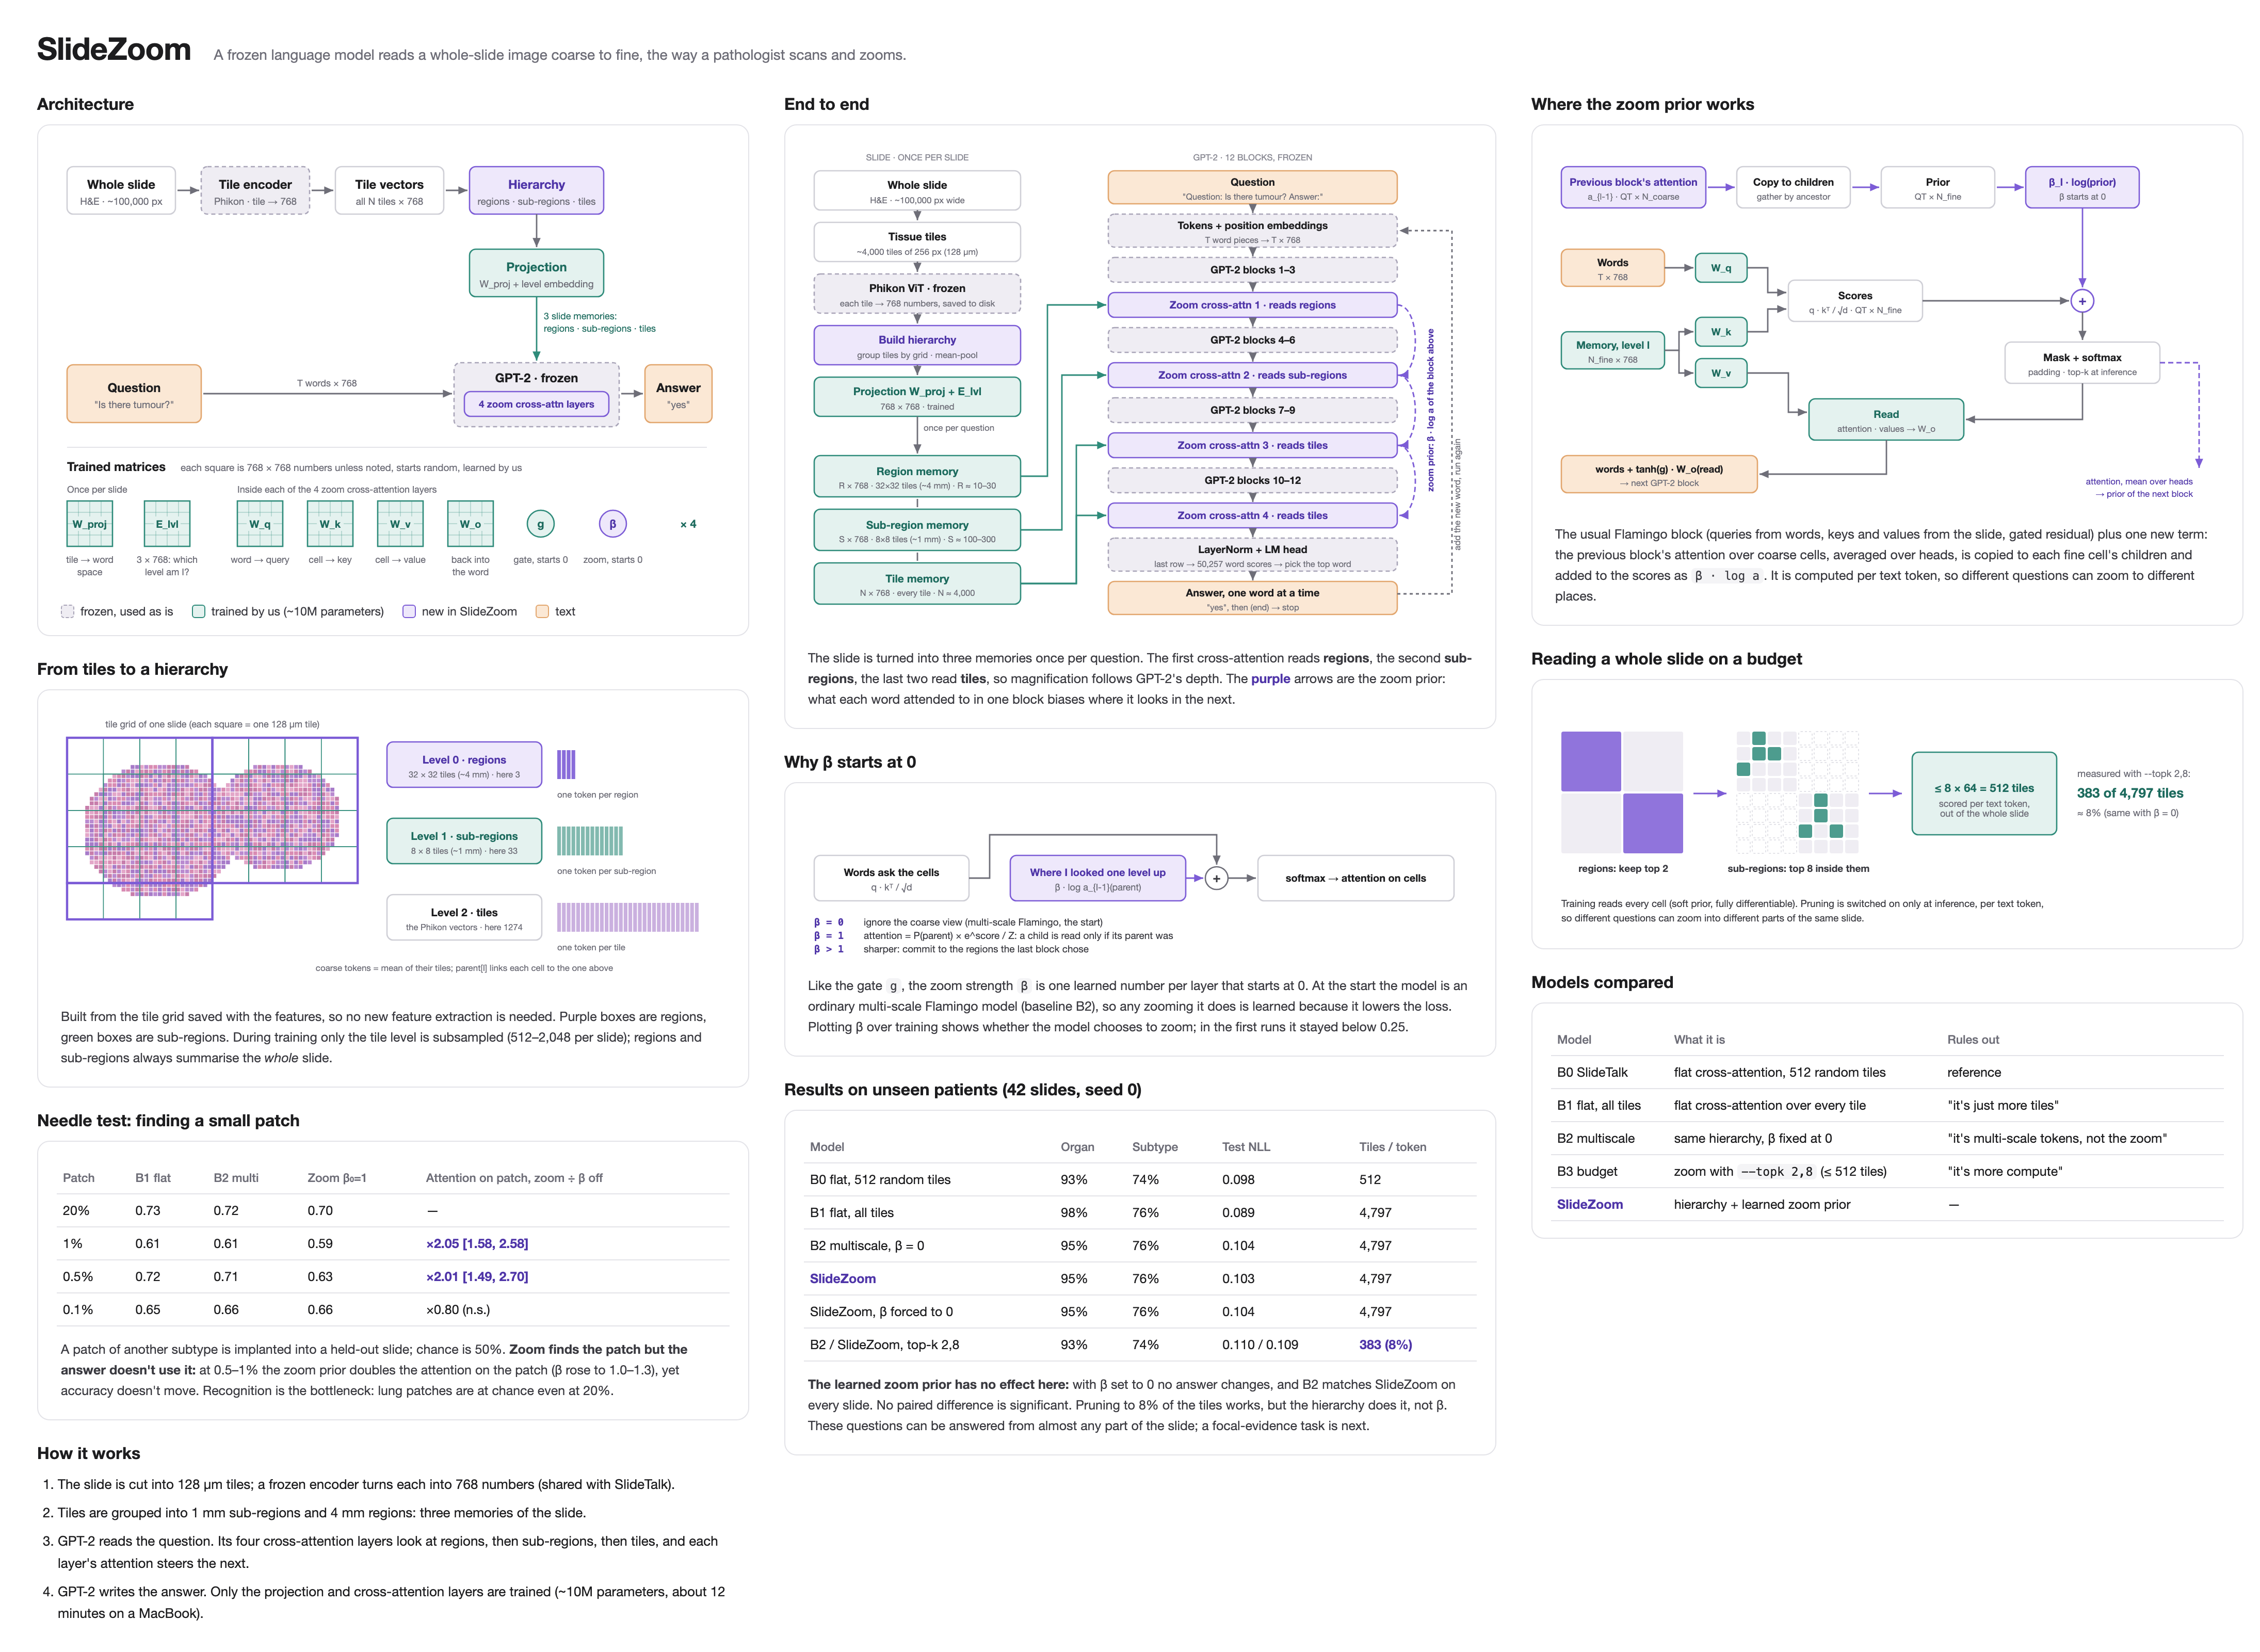 SlideZoom
A frozen language model reads a whole-slide image coarse to fine, the way a pathologist scans and zooms.
Architecture
Whole slide
H&E · ~100,000 px
Tile encoder
Phikon · tile → 768
Tile vectors
all N tiles × 768
Hierarchy
regions · sub-regions · tiles
Projection
W_proj + level embedding
3 slide memories:
regions · sub-regions · tiles
Question
"Is there tumour?"
T words × 768
GPT-2 · frozen
4 zoom cross-attn layers
Answer
"yes"
Trained matrices each square is 768 × 768 numbers unless noted, starts random, learned by us
Once per slide
Inside each of the 4 zoom cross-attention layers
W_proj
E_lvl
W_q
W_k
W_v
W_o
g
β
× 4
tile → word
space
3 × 768: which
level am I?
word → query
cell → key
cell → value
back into
the word
gate, starts 0
zoom, starts 0
frozen, used as is
trained by us (~10M parameters)
new in SlideZoom
text
From tiles to a hierarchy
tile grid of one slide (each square = one 128 µm tile)
Level 0 · regions
32 × 32 tiles (~4 mm) · here 3
one token per region
Level 1 · sub-regions
8 × 8 tiles (~1 mm) · here 33
one token per sub-region
Level 2 · tiles
the Phikon vectors · here 1274
one token per tile
coarse tokens = mean of their tiles; parent[l] links each cell to the one above
Built from the tile grid saved with the features, so no new feature extraction is needed. Purple boxes are regions,
green boxes are sub-regions. During training only the tile level is subsampled (512–2,048 per slide); regions and
sub-regions always summarise the whole slide.
Needle test: finding a small patch
Patch B1 flat B2 multi Zoom β₀=1 Attention on patch, zoom ÷ β off
20% 0.73 0.72 0.70 —
1% 0.61 0.61 0.59 ×2.05 [1.58, 2.58]
0.5% 0.72 0.71 0.63 ×2.01 [1.49, 2.70]
0.1% 0.65 0.66 0.66 ×0.80 (n.s.)
A patch of another subtype is implanted into a held-out slide; chance is 50%. Zoom finds the patch but the
answer doesn't use it: at 0.5–1% the zoom prior doubles the attention on the patch (β rose to 1.0–1.3), yet
accuracy doesn't move. Recognition is the bottleneck: lung patches are at chance even at 20%.
How it works
1. The slide is cut into 128 µm tiles; a frozen encoder turns each into 768 numbers (shared with SlideTalk).
2. Tiles are grouped into 1 mm sub-regions and 4 mm regions: three memories of the slide.
3. GPT-2 reads the question. Its four cross-attention layers look at regions, then sub-regions, then tiles, and each
layer's attention steers the next.
4. GPT-2 writes the answer. Only the projection and cross-attention layers are trained (~10M parameters, about 12
minutes on a MacBook).
End to end
SLIDE · ONCE PER SLIDE
Whole slide
H&E · ~100,000 px wide
Tissue tiles
~4,000 tiles of 256 px (128 µm)
Phikon ViT · frozen
each tile → 768 numbers, saved to disk
Build hierarchy
group tiles by grid · mean-pool
Projection W_proj + E_lvl
768 × 768 · trained
once per question
Region memory
R × 768 · 32×32 tiles (~4 mm) · R ≈ 10–30
Sub-region memory
S × 768 · 8×8 tiles (~1 mm) · S ≈ 100–300
Tile memory
N × 768 · every tile · N ≈ 4,000
GPT-2 · 12 BLOCKS, FROZEN
Question
"Question: Is there tumour? Answer:"
Tokens + position embeddings
T word pieces → T × 768
GPT-2 blocks 1–3
Zoom cross-attn 1 · reads regions
GPT-2 blocks 4–6
Zoom cross-attn 2 · reads sub-regions
GPT-2 blocks 7–9
Zoom cross-attn 3 · reads tiles
GPT-2 blocks 10–12
Zoom cross-attn 4 · reads tiles
LayerNorm + LM head
last row → 50,257 word scores → pick the top word
Answer, one word at a time
"yes", then (end) → stop
zoom prior: β · log a of the block above
add the new word, run again
The slide is turned into three memories once per question. The first cross-attention reads regions, the second sub-
regions, the last two read tiles, so magnification follows GPT-2's depth. The purple arrows are the zoom prior:
what each word attended to in one block biases where it looks in the next.
Why β starts at 0
Words ask the cells
q · kᵀ / √d
Where I looked one level up
β · log a_{l-1}(parent)
+
softmax → attention on cells
β = 0 ignore the coarse view (multi-scale Flamingo, the start)
β = 1 attention = P(parent) × e^score / Z: a child is read only if its parent was
β > 1 sharper: commit to the regions the last block chose
Like the gate g, the zoom strength β is one learned number per layer that starts at 0. At the start the model is an
ordinary multi-scale Flamingo model (baseline B2), so any zooming it does is learned because it lowers the loss.
Plotting β over training shows whether the model chooses to zoom; in the first runs it stayed below 0.25.
Results on unseen patients (42 slides, seed 0)
Model Organ Subtype Test NLL Tiles / token
B0 flat, 512 random tiles 93% 74% 0.098 512
B1 flat, all tiles 98% 76% 0.089 4,797
B2 multiscale, β = 0 95% 76% 0.104 4,797
SlideZoom 95% 76% 0.103 4,797
SlideZoom, β forced to 0 95% 76% 0.104 4,797
B2 / SlideZoom, top-k 2,8 93% 74% 0.110 / 0.109 383 (8%)
The learned zoom prior has no effect here: with β set to 0 no answer changes, and B2 matches SlideZoom on
every slide. No paired difference is significant. Pruning to 8% of the tiles works, but the hierarchy does it, not β.
These questions can be answered from almost any part of the slide; a focal-evidence task is next.
Where the zoom prior works
Previous block's attention
a_{l-1} · QT × N_coarse
Copy to children
gather by ancestor
Prior
QT × N_fine
β_l · log(prior)
β starts at 0
Words
T × 768
W_q
Memory, level l
N_fine × 768
W_k
W_v
Scores
q · kᵀ / √d · QT × N_fine
+
Mask + softmax
padding · top-k at inference
Read
attention · values → W_o
words + tanh(g) · W_o(read)
→ next GPT-2 block
attention, mean over heads
→ prior of the next block
The usual Flamingo block (queries from words, keys and values from the slide, gated residual) plus one new term:
the previous block's attention over coarse cells, averaged over heads, is copied to each fine cell's children and
added to the scores as β · log a. It is computed per text token, so different questions can zoom to different
places.
Reading a whole slide on a budget
regions: keep top 2
sub-regions: top 8 inside them
≤ 8 × 64 = 512 tiles
scored per text token,
out of the whole slide
measured with --topk 2,8:
383 of 4,797 tiles
≈ 8% (same with β = 0)
Training reads every cell (soft prior, fully differentiable). Pruning is switched on only at inference, per text token,
so different questions can zoom into different parts of the same slide.
Models compared
Model What it is Rules out
B0 SlideTalk flat cross-attention, 512 random tiles reference
B1 flat, all tiles flat cross-attention over every tile "it's just more tiles"
B2 multiscale same hierarchy, β fixed at 0 "it's multi-scale tokens, not the zoom"
B3 budget zoom with --topk 2,8 (≤ 512 tiles) "it's more compute"
SlideZoom hierarchy + learned zoom prior —